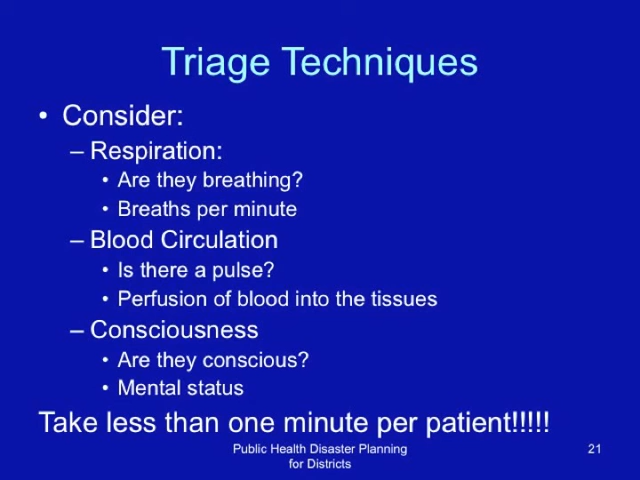 Triage Techniques
• Consider:
– Respiration:
• Are they breathing?
• Breaths per minute
– Blood Circulation
• Is there a pulse?
• Perfusion of blood into the tissues
– Consciousness
• Are they conscious?
• Mental status
Take less than one minute per patient!!!!!
Public Health Disaster Planning
for Districts
21